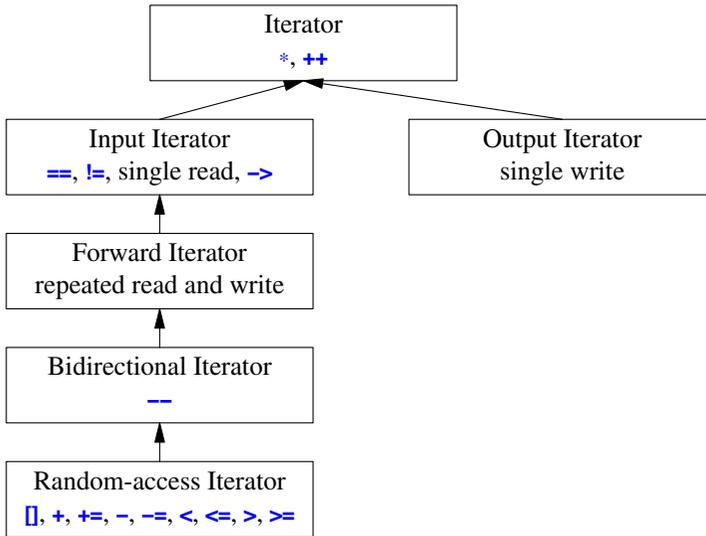 Iterator
*, ++
Input Iterator
==, !=, single read, −>
Output Iterator
single write
Forward Iterator
repeated read and write
Bidirectional Iterator
−−
Random-access Iterator
[], +, +=, −, −=, <, <=, >, >=